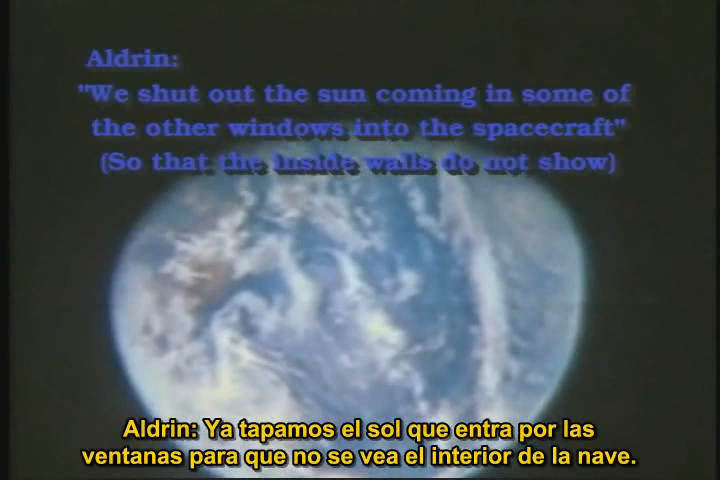 Aldrin:
"We shut out the sun coming in some of
the other windows into the spacecraft"
(So that the inside walls do not show)
Aldrin: Ya tapamos el sol que entra por las
ventanas para que no se vea el interior de la nave.